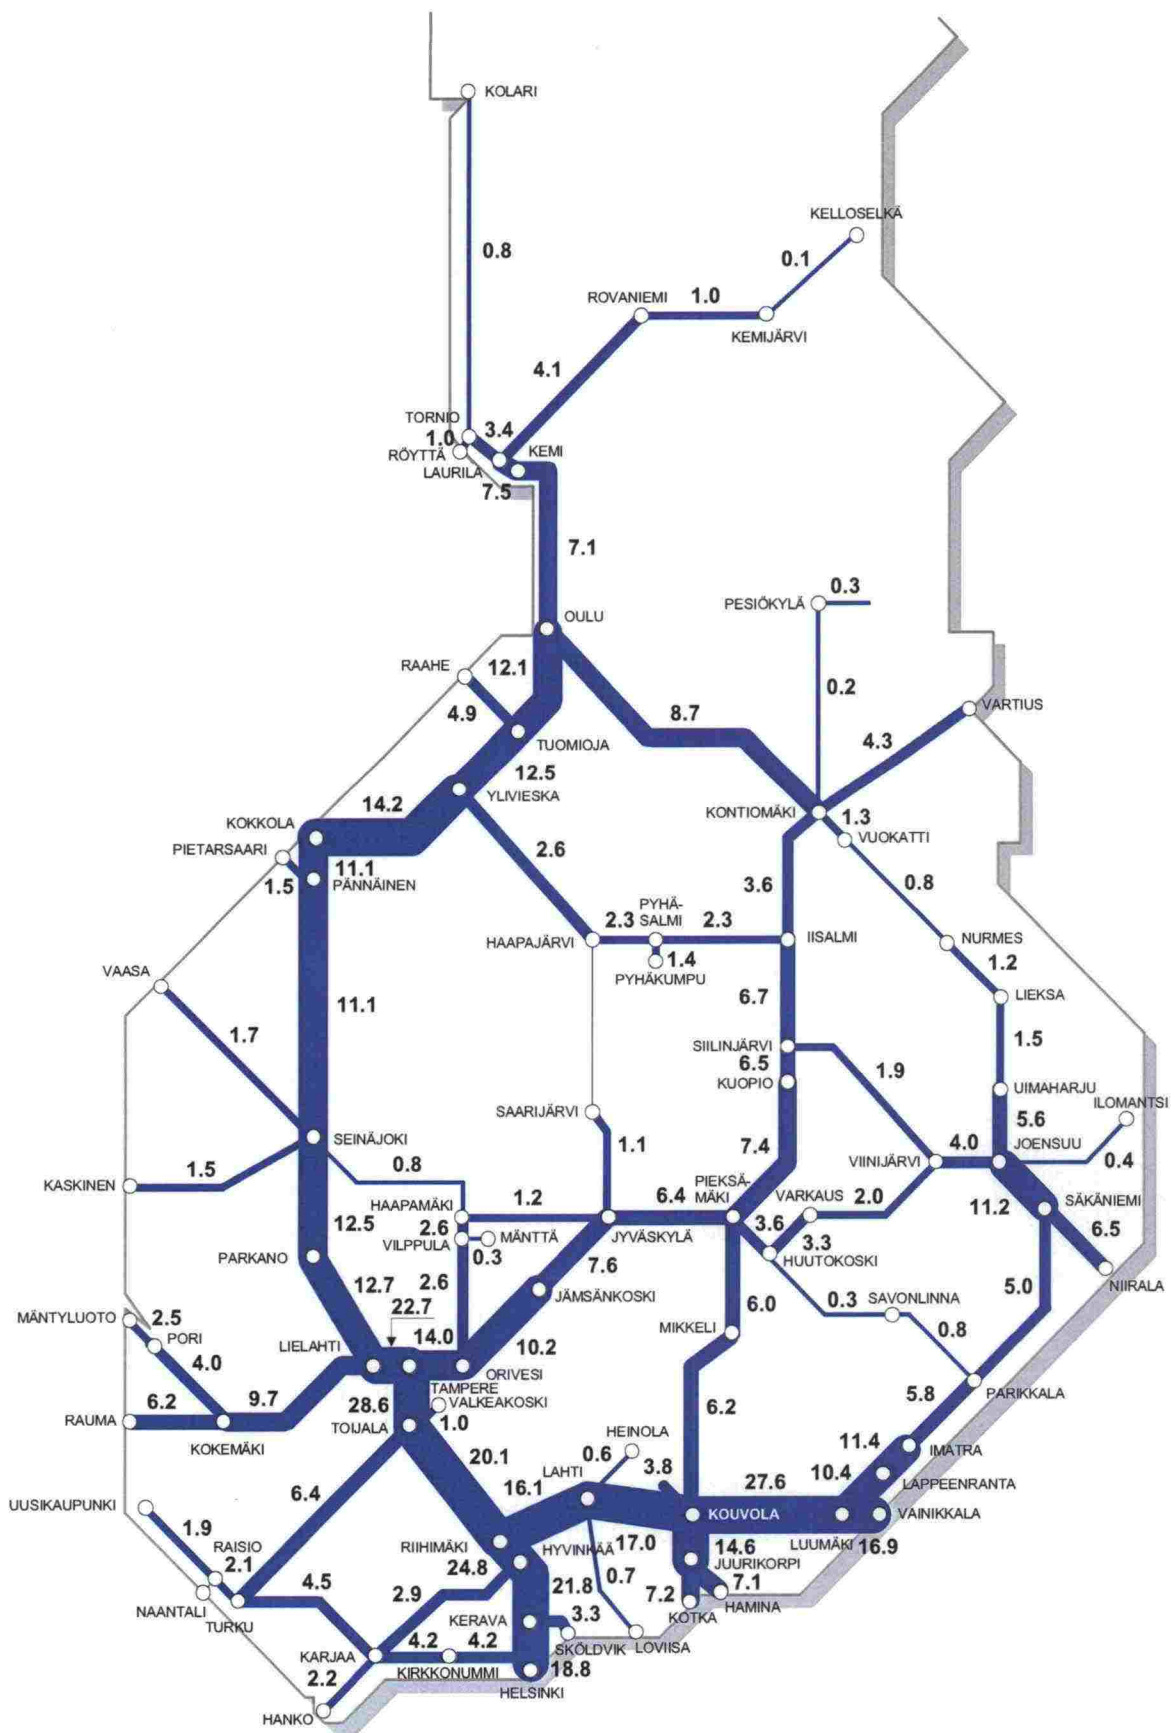 KOLARI
KELLOSELKÄ
0.8
0.1
ROVANIEMI
1.0
KEMIJÄRVI
4.1
TORNIO
3.4
1.0
RÖYTTÄ
KEMI
LAURILA
7.5
7.1
PESIÖKYLÄ
0.3
OULU
RAAHE
12.1
0.2
VARTIUS
4.9
8.7
TUOMIOJA
4.3
12.5
YLIVIESKA
14.2
KONTIOMÄKI
1.3
KOKKOLA
VUOKATTI
PIETARSAARI
11.1
2.6
1.5
PÄNNÄINEN
3.6
0.8
PYHÄ-
SALMI
2.3
2.3
HAAPAJÄRVI
IISALMI
NURMES
1.4
PYHÄKUMPU
1.2
VAASA
6.7
LIEKSA
11.1
1.7
SIILINJÄRVI
1.5
6.5
1.9
KUOPIO
UIMAHARJU
ILOMANTSI
SAARIJÄRVI
5.6
SEINÄJOKI
1.1
7.4
4.0
JOENSUU
VIINIJÄRVI
0.4
0.8
1.5
KASKINEN
PIEKSÄ-
MÄKI
HAAPAMÄKI
1.2
6.4
VARKAUS
2.0
SÄKÄNIEMI
11.2
12.5
2.6
3.6
6.5
VILPPULA
MÄNTTÄ
JYVÄSKYLÄ
3.3
0.3
HUUTOKOSKI
PARKANO
7.6
NIIRALA
12.7
2.6
5.0
JÄMSÄNKOSKI
22.7
0.3
SAVONLINNA
MÄNTYLUOTO
2.5
6.0
14.0
MIKKELI
0.8
PORI
10.2
LIELAHTI
4.0
ORIVESI
TAMPERE
PARIKKALA
9.7
28.6
VALKEAKOSKI
5.8
6.2
RAUMA
1.0
6.2
KOKEMÄKI
TOIJALA
HEINOLA
11.4
IMATRA
20.1
0.6
LAHTI
3.8
10.4
LAPPEENRANTA
6.4
16.1
27.6
UUSIKAUPUNKI
KOUVOLA
VAINIKKALA
1.9
RAISIO
RIIHIMÄKI
HYVINKÄÄ
17.0
LUUMÄKI
16.9
14.6
2.1
24.8
JUURIKORPI
4.5
2.9
21.8
0.7
7.1
NAANTALI
7.2
HAMINA
TURKU
KOTKA
KERAVA
3.3
4.2
4.2
SKÖLDVIK
LOVIISA
KARJAA
KIRKKONUMMI
18.8
2.2
HELSINKI
HANKO